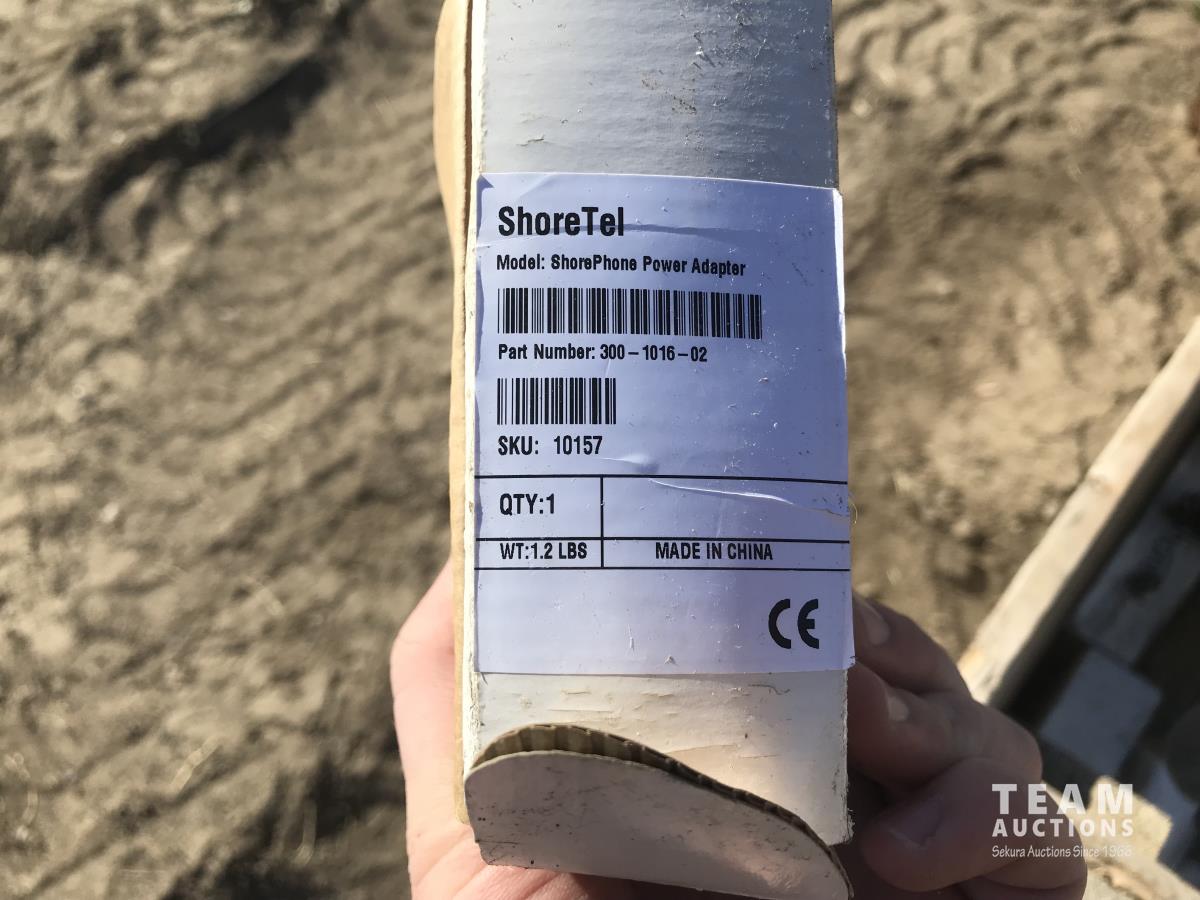 ShoreTel
Model: ShorePhone Power Adapter
Part Number: 300-1016-02
SKU: 10157
QTY:1
WT:1.2 LBS MADE IN CHINA
CE
TEAM
AUCTIONS
Sekura Auctions Since 1966